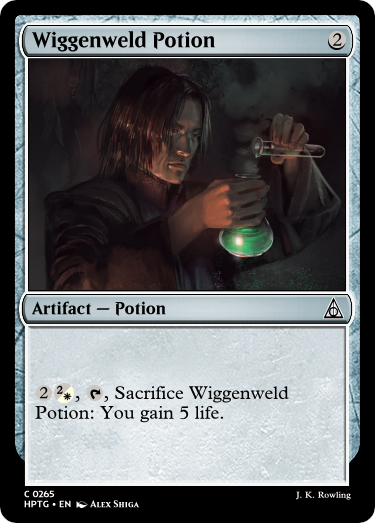 Wiggenweld Potion 2
Artifact — Potion
2 2, , Sacrifice Wiggenweld
Potion: You gain 5 life.
C 0265
HPTG • EN Alex Shiga
J. K. Rowling